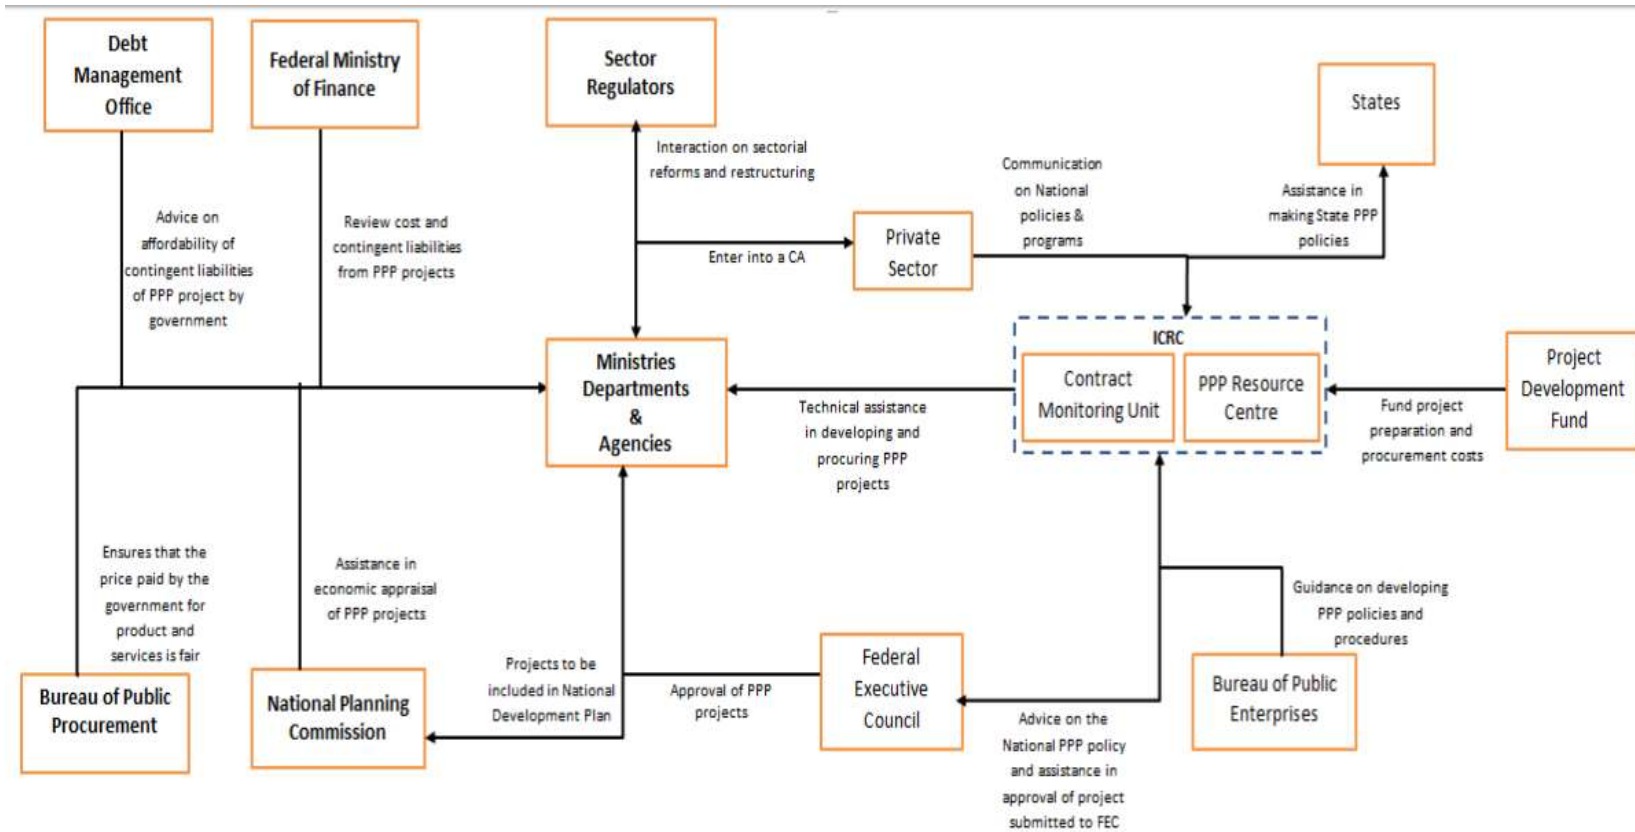 Debt
Management
Office
Federal Ministry
of Finance
Sector
Regulators
States
Interaction on sectorial
reforms and restructuring
Communication
on National
policies &
programs
Assistance in
making State PPP
policies
Advice on
affordability of
contingent liabilities
of PPP project by
government
Review cost and
contingent liabilities
from PPP projects
Enter into a CA
Private
Sector
ICRC
Contract
Monitoring Unit
PPP Resource
Centre
Project
Development
Fund
Ministries
Departments
&
Agencies
Technical assistance
in developing and
procuring PPP
projects
Fund project
preparation and
procurement costs
Ensures that the
price paid by the
government for
product and
services is fair
Assistance in
economic appraisal
of PPP projects
Guidance on developing
PPP policies and
procedures
Bureau of Public
Procurement
National Planning
Commission
Projects to be
included in National
Development Plan
Approval of PPP
projects
Federal
Executive
Council
Advice on the
National PPP policy
and assistance in
approval of project
submitted to FEC
Bureau of Public
Enterprises